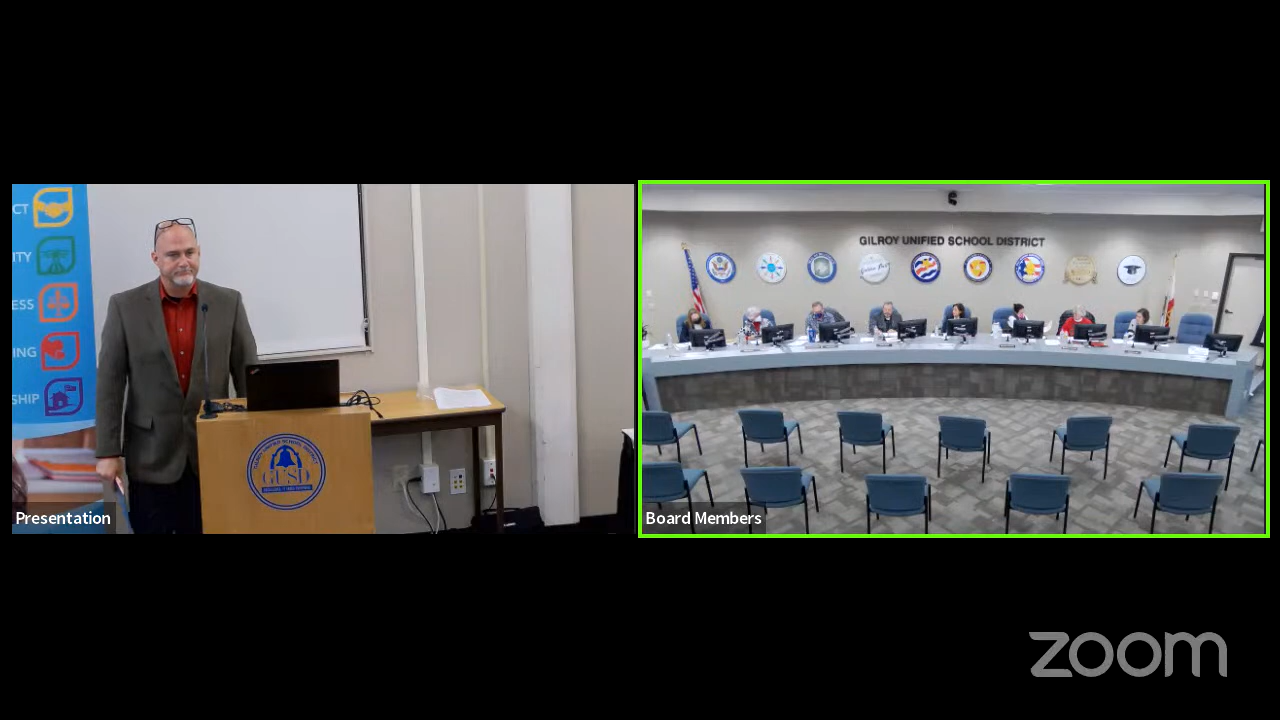 CT
ITY
ESS
ING
SHIP
GUSD
Presentation
GILROY UNIFIED SCHOOL DISTRICT
Board Members
zoom